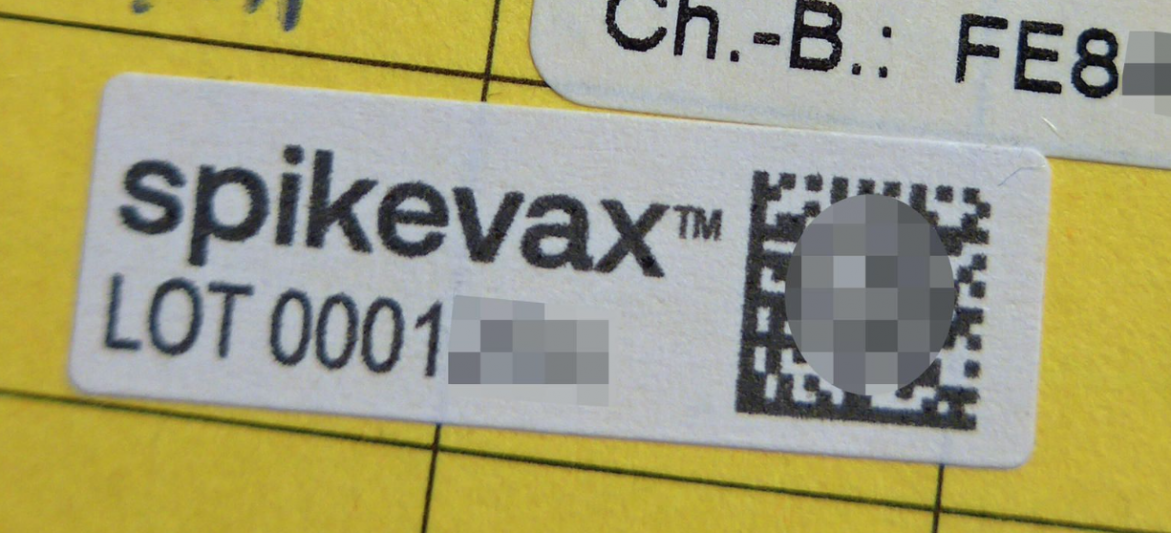 Ch.-B.: FE8
spikevax™
LOT 0001